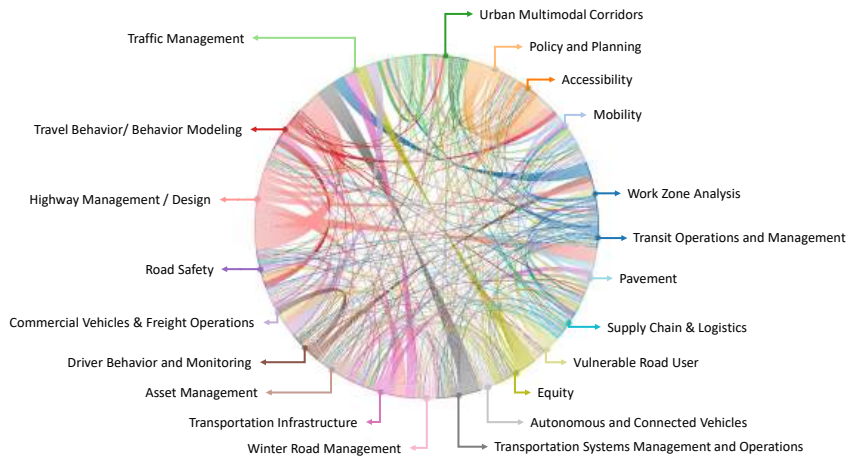 Urban Multimodal Corridors
Traffic Management
Policy and Planning
Accessibility
Mobility
Travel Behavior/ Behavior Modeling
Work Zone Analysis
Highway Management / Design
Transit Operations and Management
Road Safety
Pavement
Commercial Vehicles & Freight Operations
Supply Chain & Logistics
Driver Behavior and Monitoring
Vulnerable Road User
Asset Management
Equity
Transportation Infrastructure
Autonomous and Connected Vehicles
Winter Road Management
Transportation Systems Management and Operations